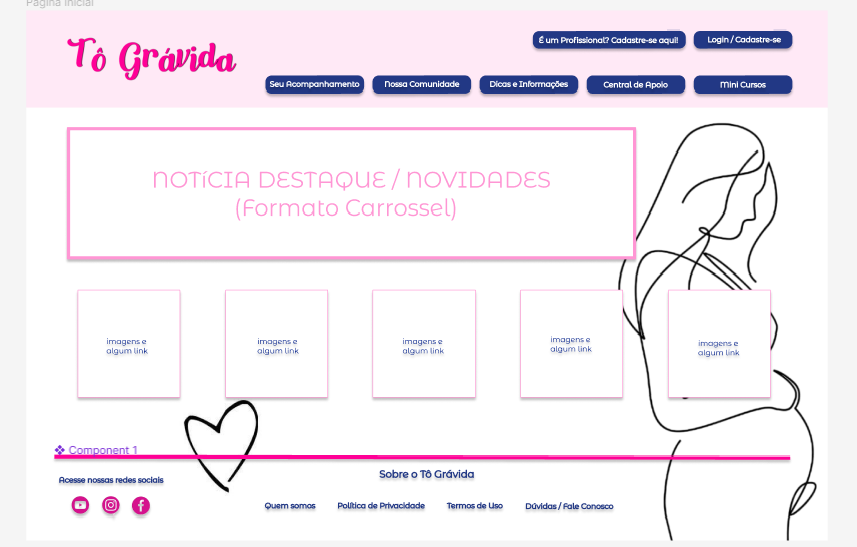 Página Inicial
Tô Grávida
É um Profissional? Cadastre-se aqui!
Login / Cadastre-se
Seu Acompanhamento
Nossa Comunidade
Dicas e Informações
Central de Apoio
Mini Cursos
NOTíCIA DESTAQUE / NOVIDADES
(Formato Carrossel)
imagens e
algum link
imagens e
algum link
imagens e
algum link
imagens e
algum link
imagens e
algum link
Component 1
Acesse nossas redes sociais
Sobre o Tô Grávida
Quem somos
Política de Privacidade
Termos de Uso
Dúvidas / Fale Conosco